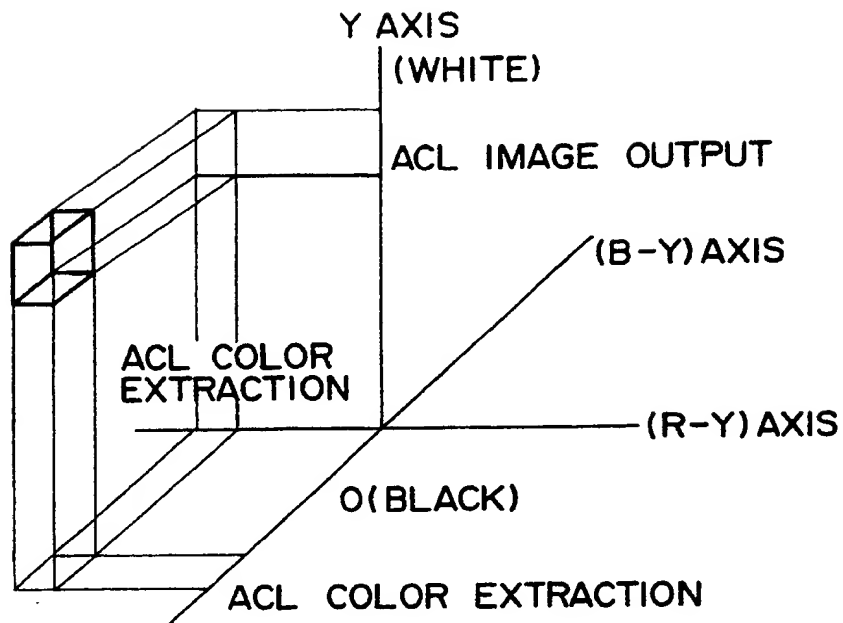 Y AXIS
(WHITE)
ACL IMAGE OUTPUT
(B-Y) AXIS
ACL COLOR
EXTRACTION
(R-Y) AXIS
O(BLACK)
ACL COLOR EXTRACTION